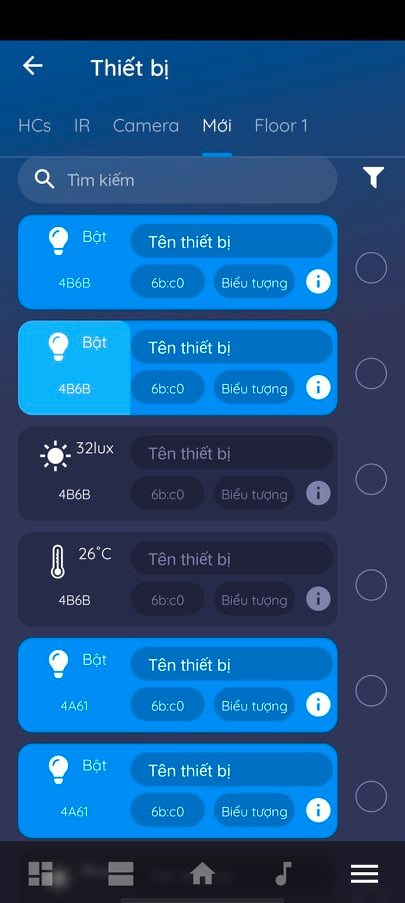 Thiết bị
HCs IR Camera Mới Floor 1
Tìm kiếm
Bật Tên thiết bị
4B6B 6b:c0 Biểu tượng i
Bật Tên thiết bị
4B6B 6b:c0 Biểu tượng i
32lux Tên thiết bị
4B6B 6b:c0 Biểu tượng i
26°C Tên thiết bị
4B6B 6b:c0 Biểu tượng i
Bật Tên thiết bị
4A61 6b:c0 Biểu tượng i
Bật Tên thiết bị
4A61 6b:c0 Biểu tượng i